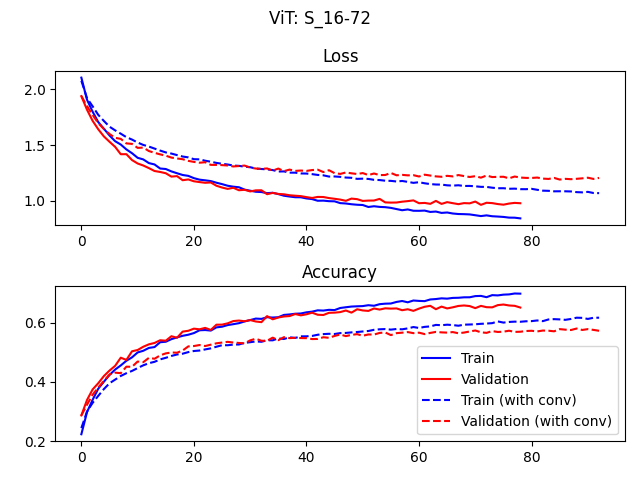 ViT: S_16-72
Loss
2.0
1.5
1.0
0 20 40 60 80
Accuracy
0.6
0.4
0.2
0 20 40 60 80
Train
Validation
Train (with conv)
Validation (with conv)